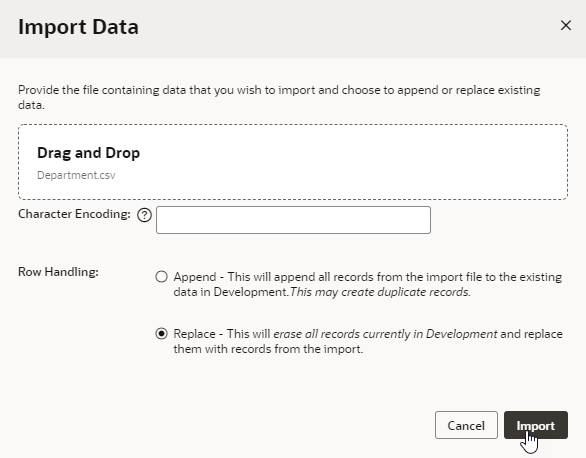 Import Data
Provide the file containing data that you wish to import and choose to append or replace existing
data.
Drag and Drop
Department.csv
Character Encoding:
Row Handling:
Append - This will append all records from the import file to the existing
data in Development.This may create duplicate records.
Replace - This will erase all records currently in Development and replace
them with records from the import.
Cancel
Import